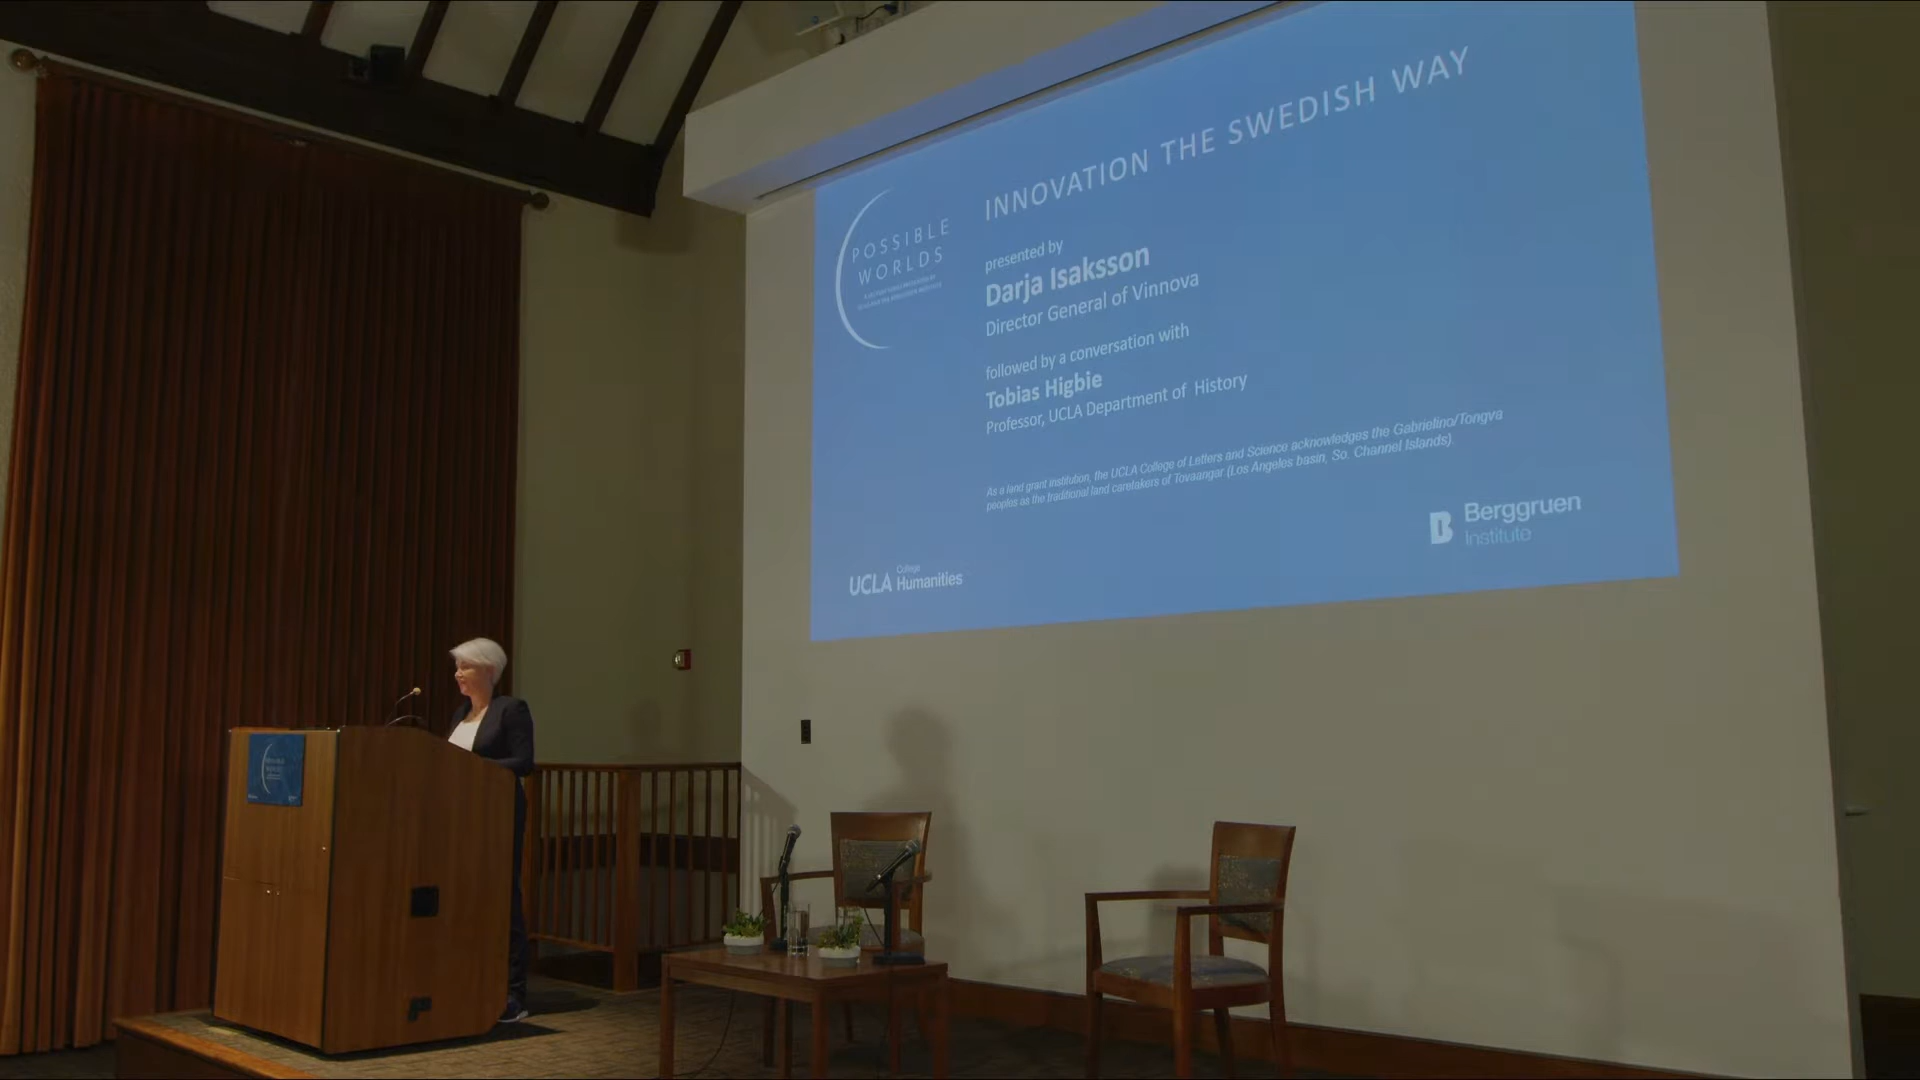 INNOVATION THE SWEDISH WAY
POSSIBLE
WORLDS
presented by
Darja Isaksson
Director General of Vinnova
followed by a conversation with
Tobias Higbie
Professor, UCLA Department of History
As a land grant institution, the UCLA College of Letters and Science acknowledges the Gabrielino/Tongva
peoples as the traditional land caretakers of Tovaangar (Los Angeles basin, So. Channel Islands).
Berggruen
Institute
UCLA College
Humanities